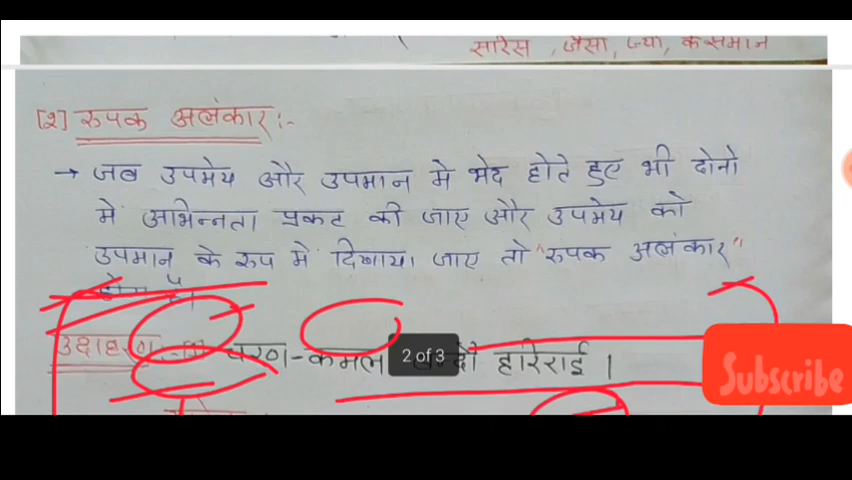 सारिस, जैसा, ज्या, के समान
[2] रुपक अलंकार :-
→ जब उपमेय और उपमान मे भेद होते हुए भी दोनो
मे अभिन्नता प्रकट की जाए और उपमेय को
उपमान के रूप में दिखाया जाए तो "रुपक अलंकार"
उदाहरण :-
चरण-कमल बन्दौ हरिराई ।
2 of 3
Subscribe